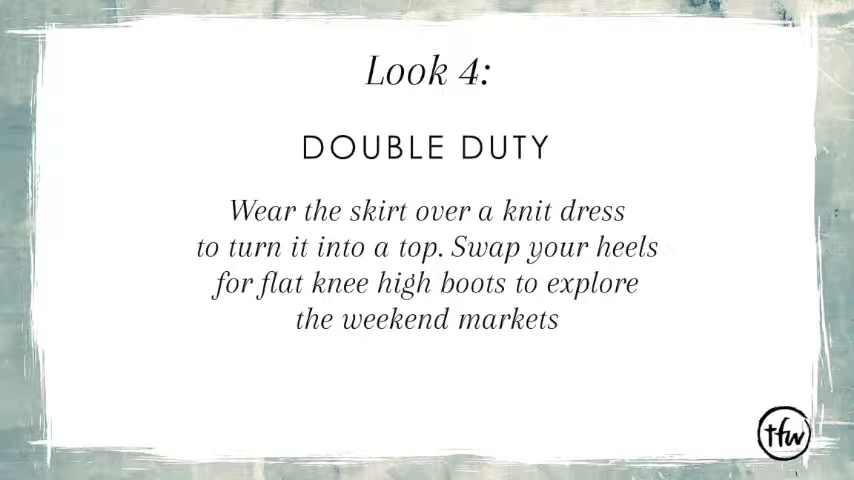 Look 4:
DOUBLE DUTY
Wear the skirt over a knit dress
to turn it into a top. Swap your heels
for flat knee high boots to explore
the weekend markets
tfw